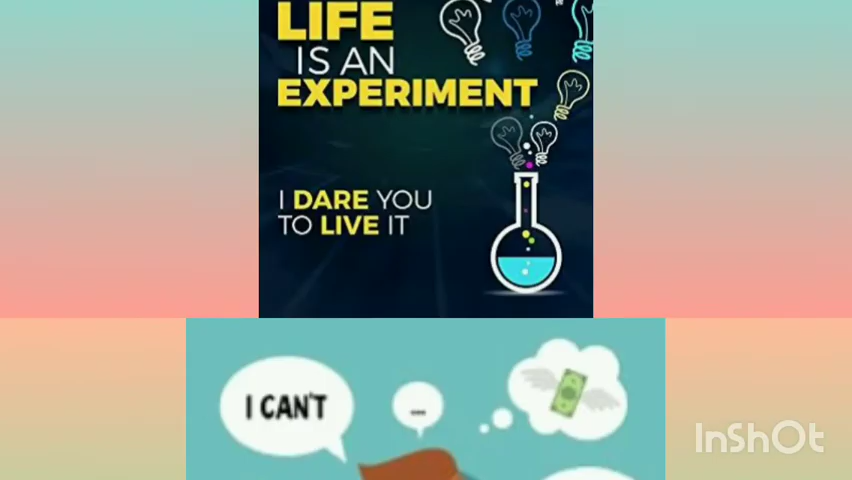 LIFE
IS AN
EXPERIMENT
I DARE YOU
TO LIVE IT
I CAN'T
...
InShOt